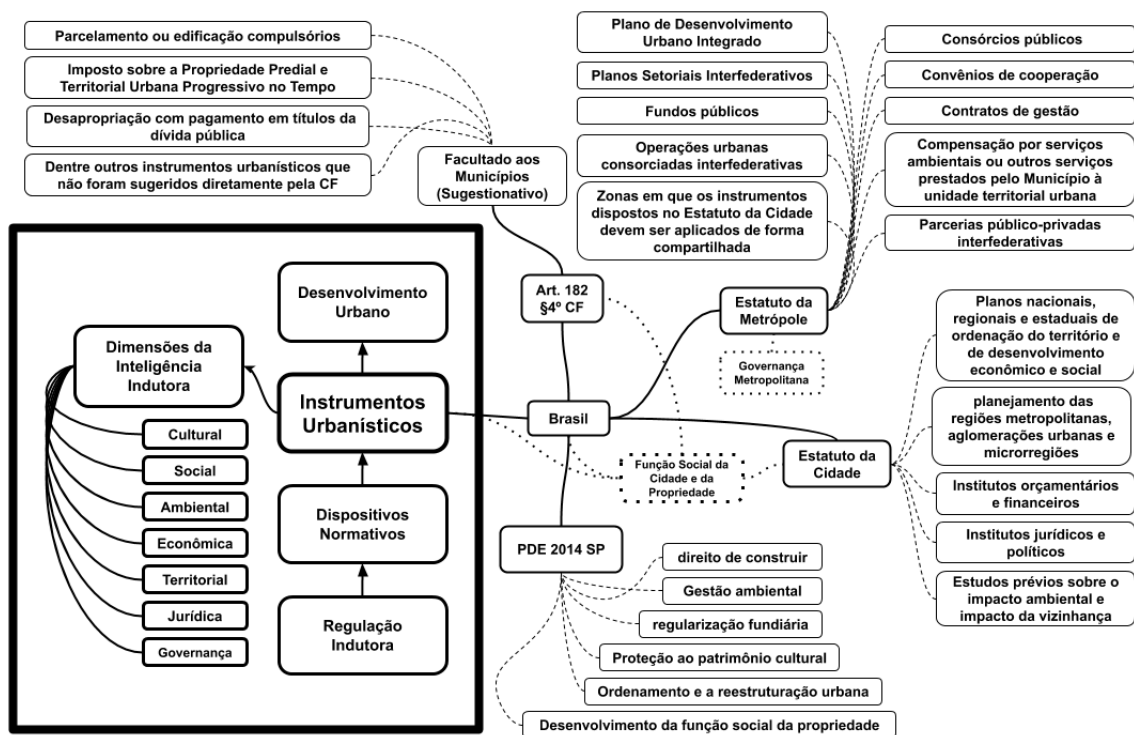 Parcelamento ou edificação compulsórios
Imposto sobre a Propriedade Predial e
Territorial Urbana Progressivo no Tempo
Desapropriação com pagamento em títulos da
dívida pública
Dentre outros instrumentos urbanísticos que
não foram sugeridos diretamente pela CF
Facultado aos
Municípios
(Sugestionativo)
Plano de Desenvolvimento
Urbano Integrado
Planos Setoriais Interfederativos
Fundos públicos
Operações urbanas
consorciadas interfederativas
Zonas em que os instrumentos
dispostos no Estatuto da Cidade
devem ser aplicados de forma
compartilhada
Consórcios públicos
Convênios de cooperação
Contratos de gestão
Compensação por serviços
ambientais ou outros serviços
prestados pelo Município à
unidade territorial urbana
Parcerias público-privadas
interfederativas
Desenvolvimento
Urbano
Dimensões da
Inteligência
Indutora
Instrumentos
Urbanísticos
Cultural
Social
Ambiental
Econômica
Territorial
Jurídica
Governança
Dispositivos
Normativos
Regulação
Indutora
Art. 182
§4º CF
Brasil
Estatuto da
Metrópole
Governança
Metropolitana
Função Social da
Cidade e da
Propriedade
Estatuto da
Cidade
Planos nacionais,
regionais e estaduais de
ordenação do território e
de desenvolvimento
econômico e social
planejamento das
regiões metropolitanas,
aglomerações urbanas e
microrregiões
Institutos orçamentários
e financeiros
Institutos jurídicos e
políticos
Estudos prévios sobre o
impacto ambiental e
impacto da vizinhança
PDE 2014 SP
direito de construir
Gestão ambiental
regularização fundiária
Proteção ao patrimônio cultural
Ordenamento e a reestruturação urbana
Desenvolvimento da função social da propriedade